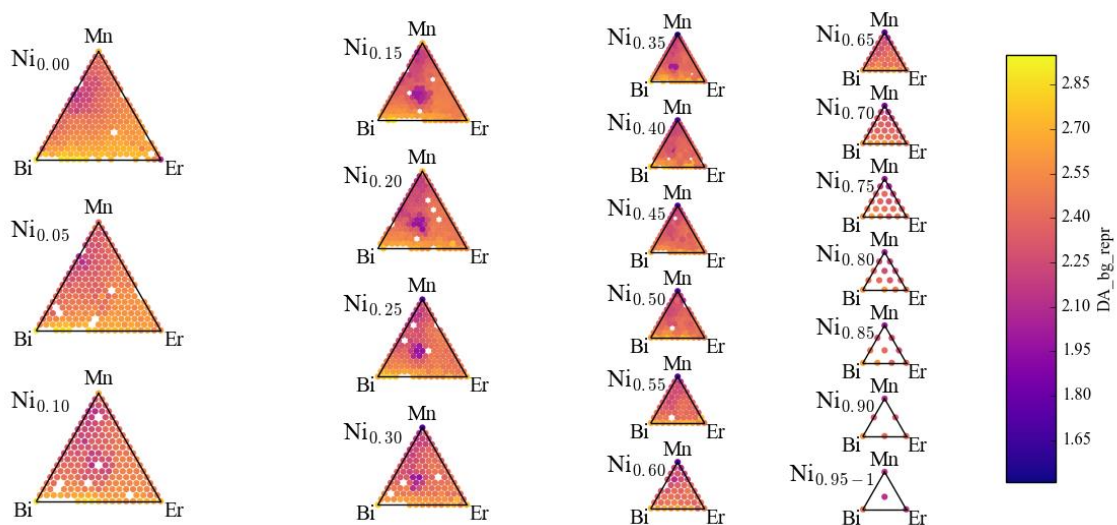 Mn
Ni0.00
Bi
Er
Mn
Ni0.05
Bi
Er
Mn
Ni0.10
Bi
Er
Mn
Ni0.15
Bi
Er
Mn
Ni0.20
Bi
Er
Mn
Ni0.25
Bi
Er
Mn
Ni0.30
Bi
Er
Mn
Ni0.35
Bi
Er
Mn
Ni0.40
Bi
Er
Mn
Ni0.45
Bi
Er
Mn
Ni0.50
Bi
Er
Mn
Ni0.55
Bi
Er
Mn
Ni0.60
Bi
Er
Mn
Ni0.65
Bi
Er
Mn
Ni0.70
Bi
Er
Mn
Ni0.75
Bi
Er
Mn
Ni0.80
Bi
Er
Mn
Ni0.85
Bi
Er
Mn
Ni0.90
Bi
Er
Mn
Ni0.95−1
Bi
Er
2.85
2.70
2.55
2.40
2.25
2.10
1.95
1.80
1.65
DA_bg_repr